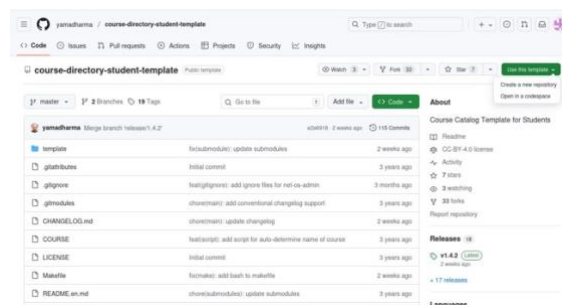 yamadharma / course-directory-student-template
Type / to search
Code Issues Pull requests Actions Projects Security Insights
course-directory-student-template Public template
Watch 3 Fork 33 Star 7 Use this template
Create a new repository
Open in a codespace
master 2 Branches 19 Tags Go to file t Add file Code
About
Course Catalog Template for Students
yamadharma Merge branch 'release/1.4.2' 2 weeks ago 115 Commits
template fix(submodule): update submodules 2 weeks ago
.gitattributes Initial commit 3 years ago
.gitignore feat(gitignore): add ignore files for net-os-admin 3 months ago
.gitmodules chore(main): add conventional changelog support 3 years ago
CHANGELOG.md chore(main): update changelog 2 weeks ago
COURSE feat(script): add script for auto-determine name of course 3 years ago
LICENSE Initial commit 3 years ago
Makefile fix(make): add bash to makefile 2 weeks ago
README.en.md chore(submodules): update submodules 3 years ago
Readme
CC-BY-4.0 license
Activity
7 stars
3 watching
33 forks
Report repository
Releases 18
v1.4.2 Latest
2 weeks ago
+ 17 releases
Languages